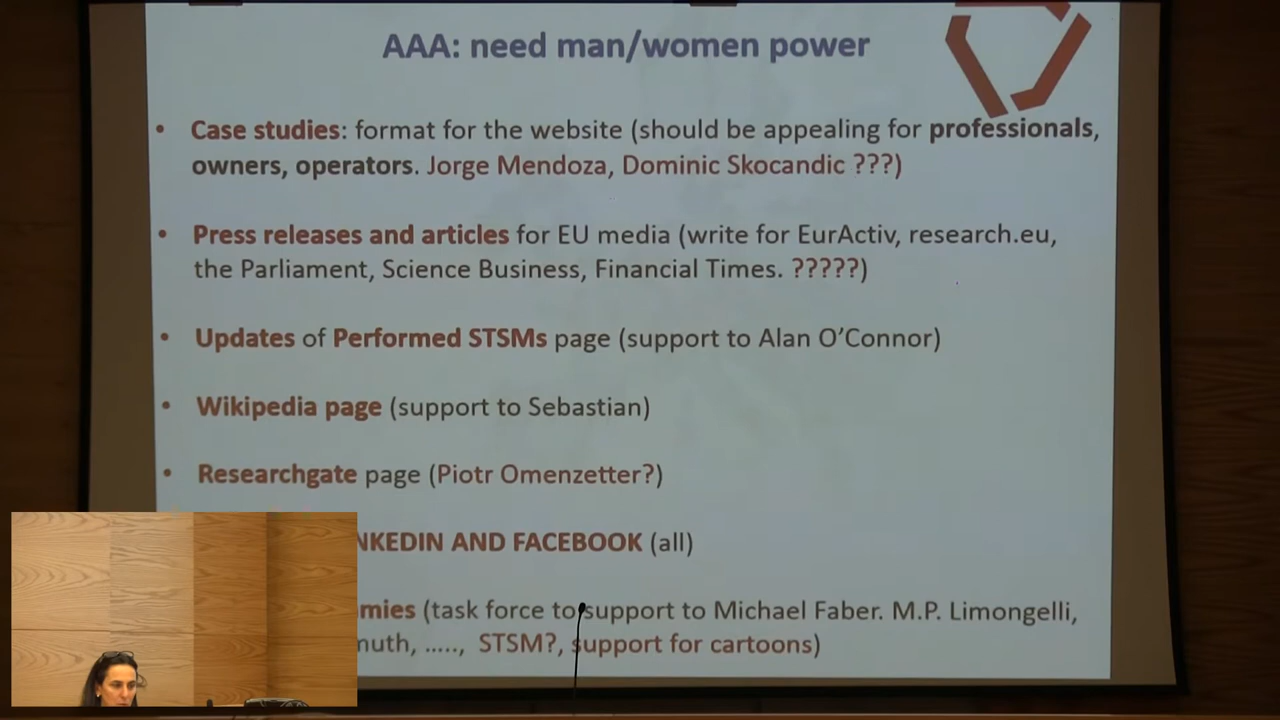 AAA: need man/women power
• Case studies: format for the website (should be appealing for professionals,
owners, operators. Jorge Mendoza, Dominic Skocandic ???)
• Press releases and articles for EU media (write for EurActiv, research.eu,
the Parliament, Science Business, Financial Times. ?????)
• Updates of Performed STSMs page (support to Alan O’Connor)
• Wikipedia page (support to Sebastian)
• Researchgate page (Piotr Omenzetter?)
NKEDIN AND FACEBOOK (all)
mies (task force to support to Michael Faber. M.P. Limongelli,
muth, ....., STSM?, support for cartoons)